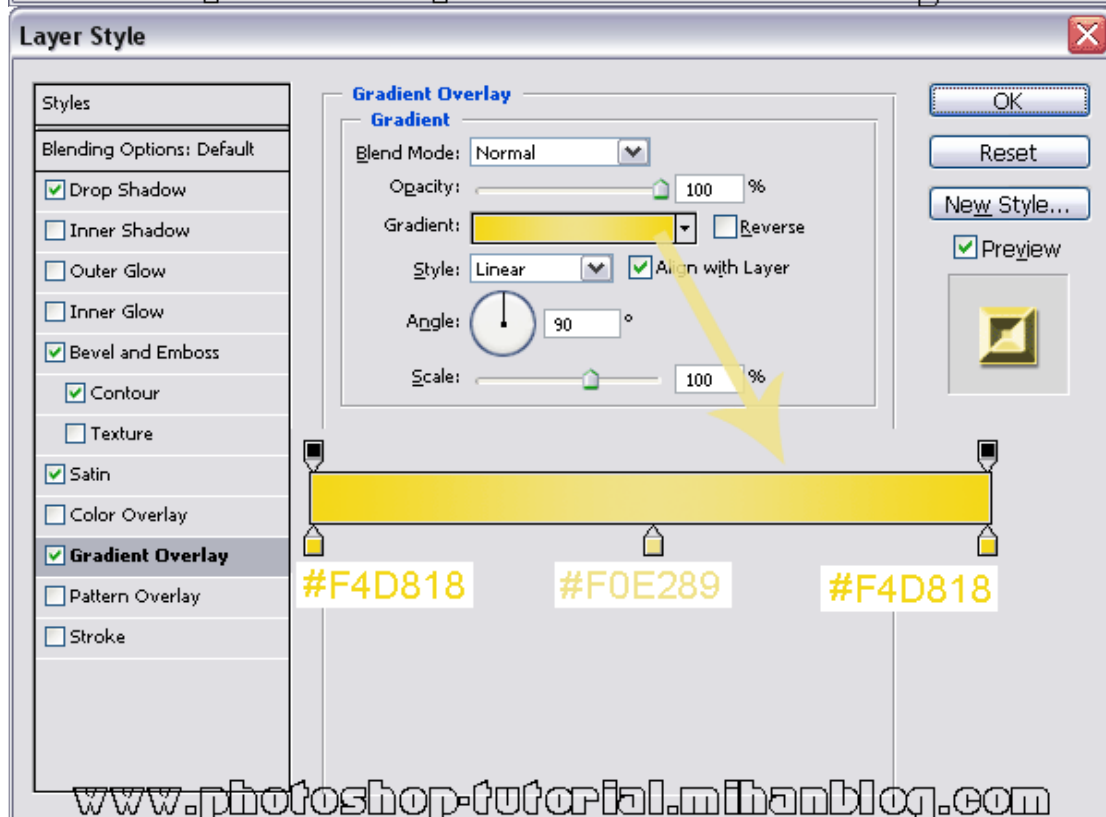 Layer Style
Styles
Blending Options: Default
Drop Shadow
Inner Shadow
Outer Glow
Inner Glow
Bevel and Emboss
Contour
Texture
Satin
Color Overlay
Gradient Overlay
Pattern Overlay
Stroke
Gradient Overlay
Gradient
Blend Mode: Normal
Opacity: 100 %
Gradient: Reverse
Style: Linear Align with Layer
Angle: 90 °
Scale: 100 %
#F4D818 #F0E289 #F4D818
OK
Reset
New Style...
Preview
www.photoshop-tutorial.mihanblog.com